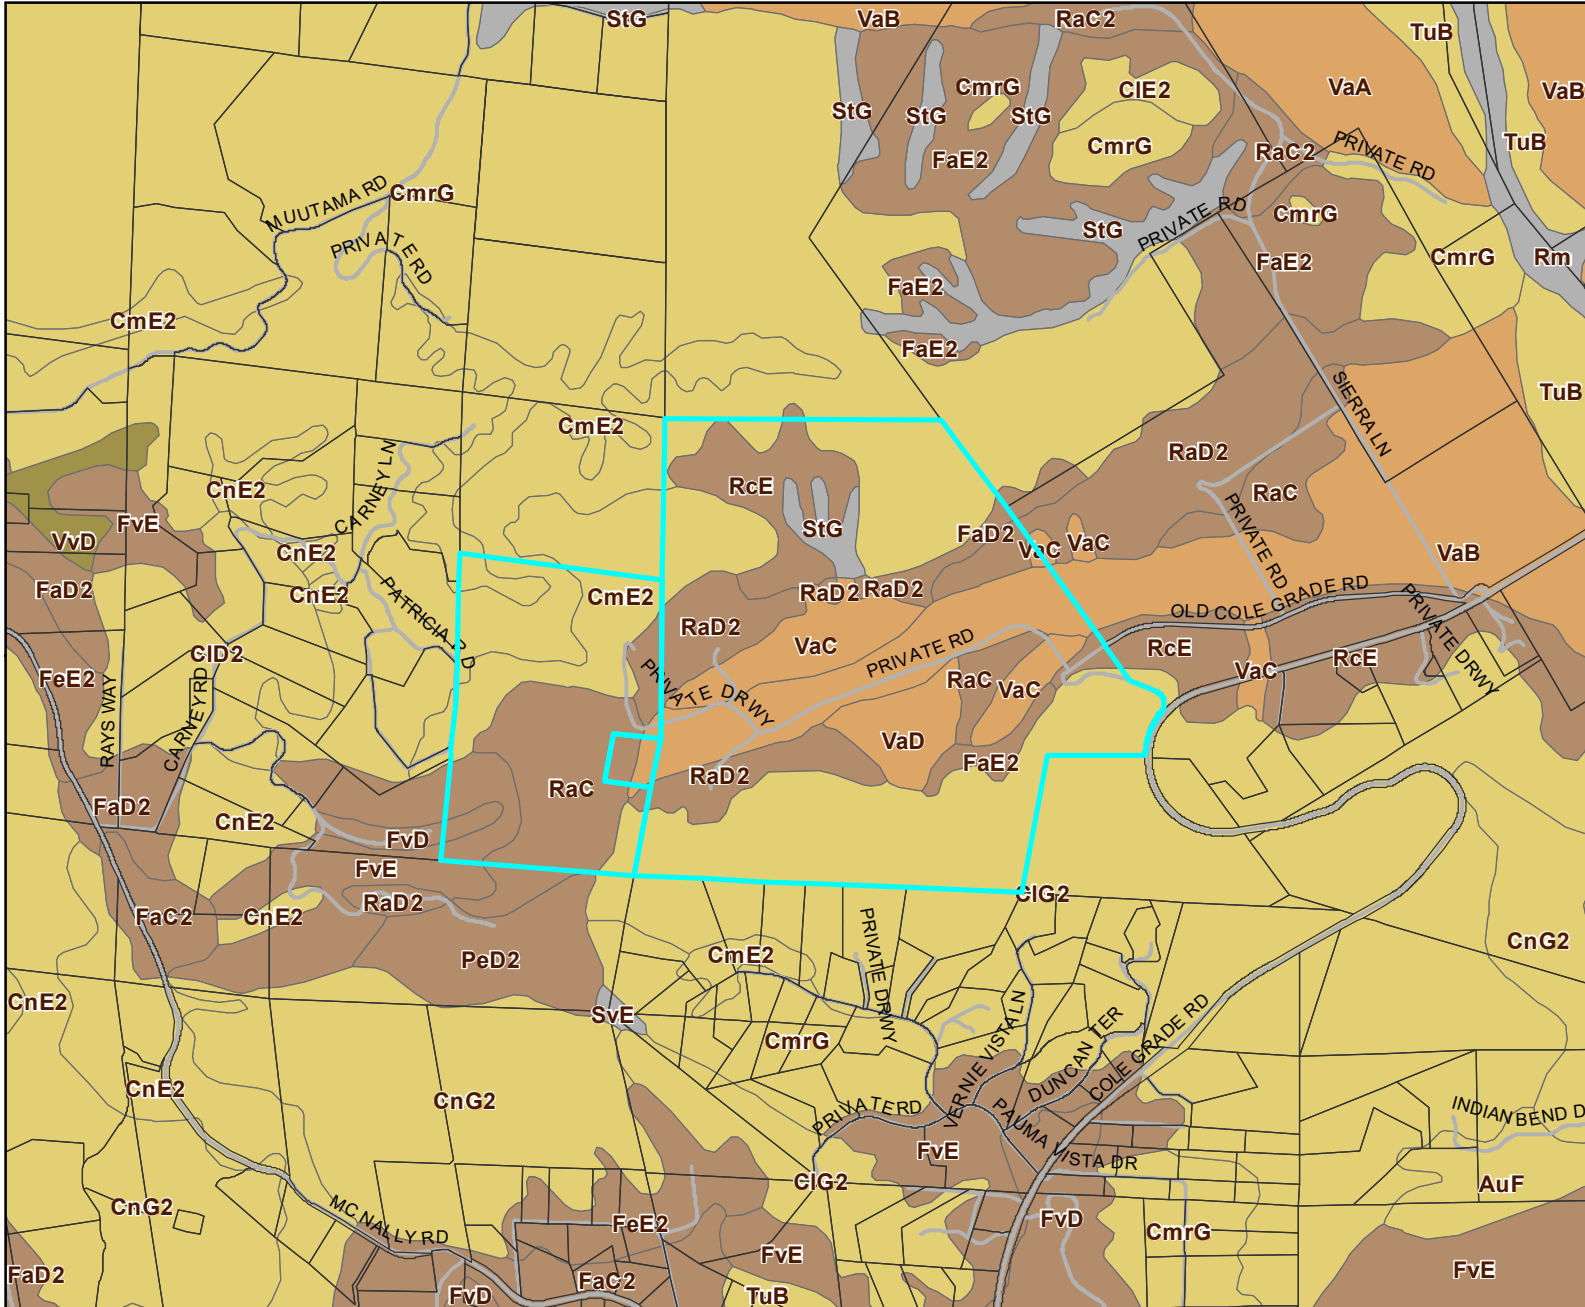 StG
VaB
RaC2
TuB
CmrG
ClE2
VaA
VaB
StG
StG
StG
TuB
FaE2
CmrG
RaC2
PRIVATE RD
MUUTAMA RD
CmrG
PRIVATE RD
CmrG
StG
PRIVATE RD
CmrG
Rm
FaE2
FaE2
CmE2
FaE2
TuB
SIERRA LN
CmE2
RaD2
CnE2
RcE
RaC
CARNEY LN
FvE
StG
PRIVATE RD
VvD
CnE2
FaD2
VaC
VaC
VaB
FaD2
CnE2
CmE2
RaD2
RaD2
OLD COLE GRADE RD
PRIVATE DRWY
PATRICIA RD
RaD2
VaC
PRIVATE RD
RcE
RcE
ClD2
FeE2
RaC
VaC
VaC
PRIVATE DRWY
RAYS WAY
CARNEY RD
VaD
FaE2
RaD2
RaC
FaD2
CnE2
FvD
FvE
RaD2
ClG2
FaC2
CnE2
PRIVATE DRWY
CnG2
PeD2
CmE2
CnE2
SvE
VERNIE VISTA LN
DUNCAN TER
COLE GRADE RD
CmrG
CnE2
CnG2
PRIVATE RD
PAUMA VISTA DR
INDIAN BEND D
FvE
ClG2
AuF
CnG2
MC NALLY RD
FeE2
FvD
CmrG
FvE
FvE
FaD2
FaC2
FvD
TuB